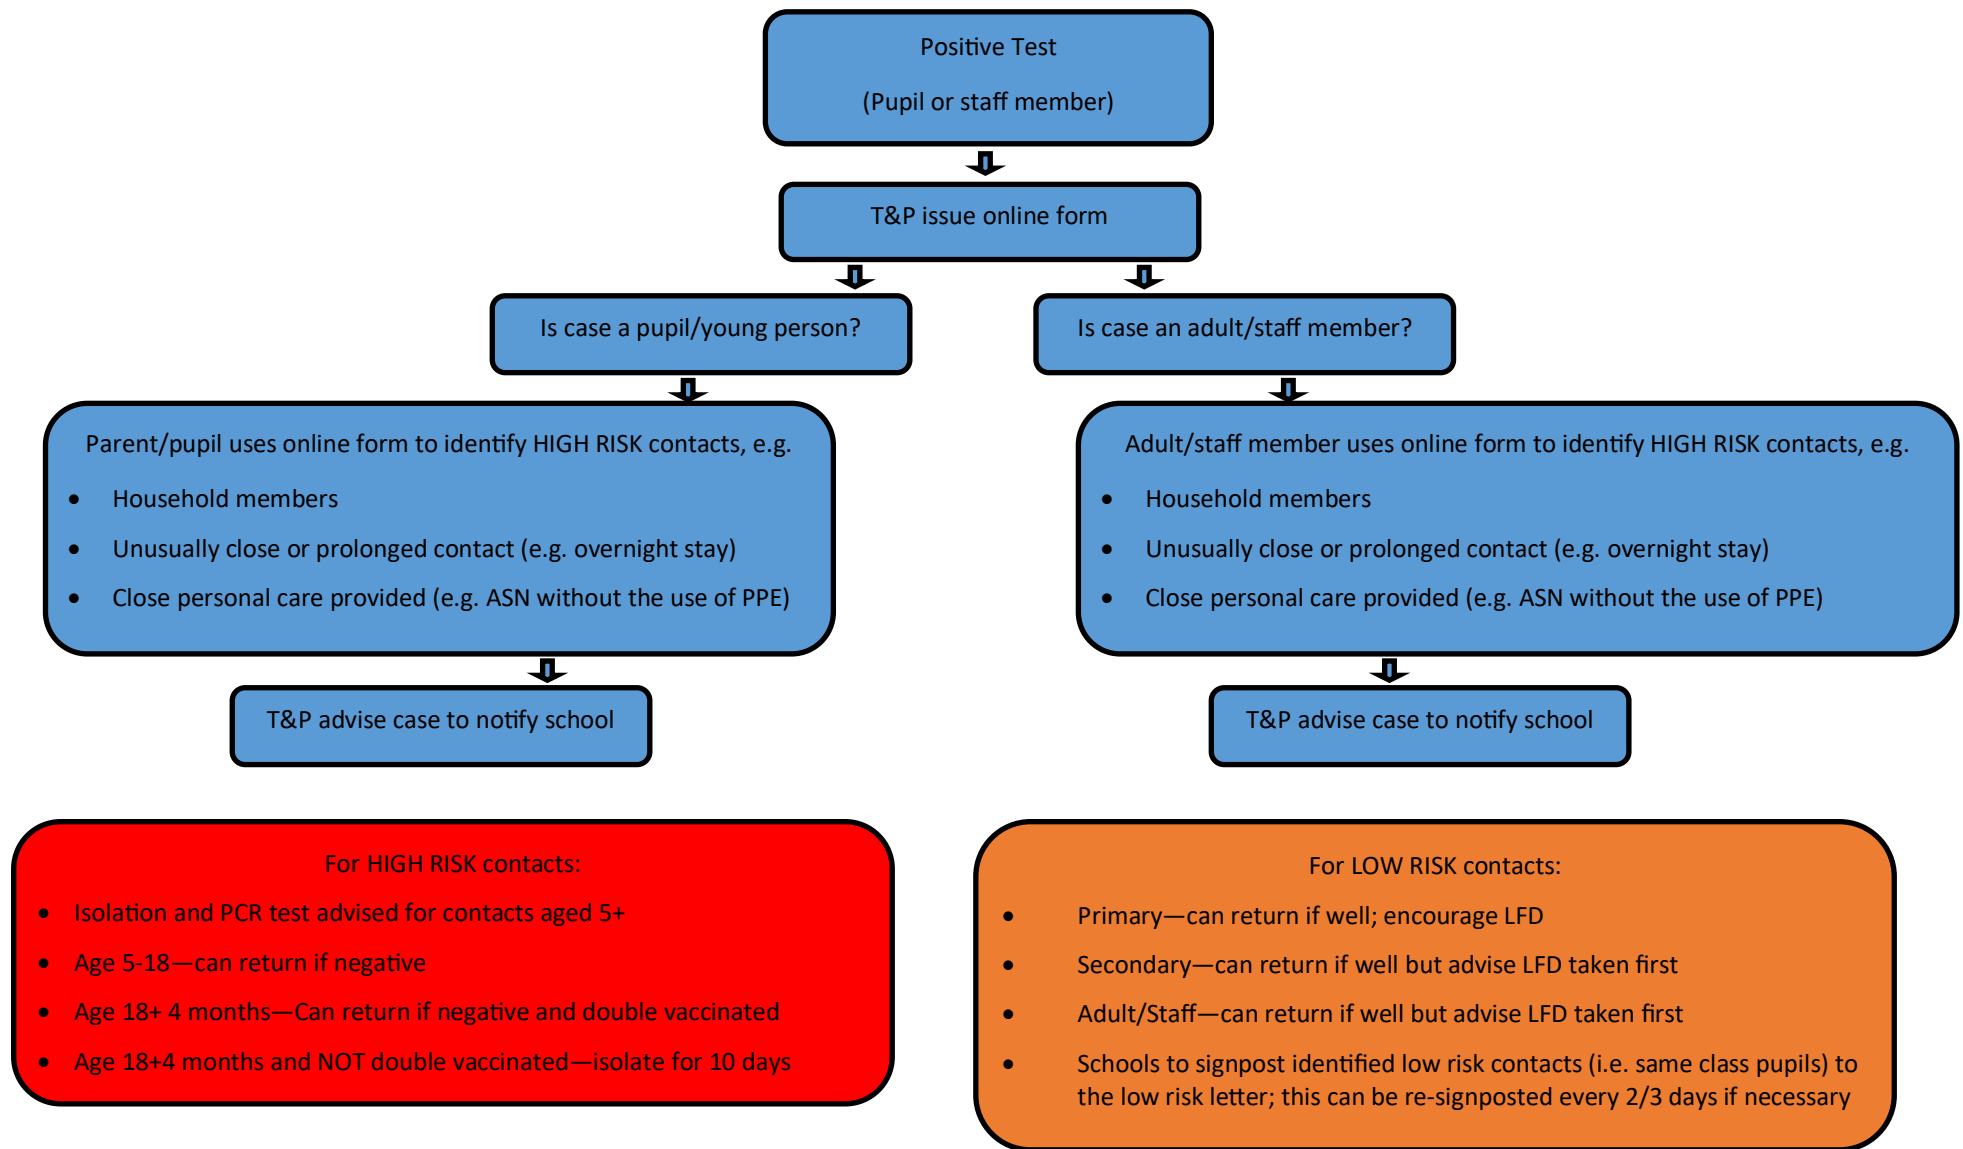 Positive Test
(Pupil or staff member)
T&P issue online form
Is case a pupil/young person?
Is case an adult/staff member?
Parent/pupil uses online form to identify HIGH RISK contacts, e.g.
• Household members
• Unusually close or prolonged contact (e.g. overnight stay)
• Close personal care provided (e.g. ASN without the use of PPE)
Adult/staff member uses online form to identify HIGH RISK contacts, e.g.
• Household members
• Unusually close or prolonged contact (e.g. overnight stay)
• Close personal care provided (e.g. ASN without the use of PPE)
T&P advise case to notify school
T&P advise case to notify school
For HIGH RISK contacts:
• Isolation and PCR test advised for contacts aged 5+
• Age 5-18—can return if negative
• Age 18+ 4 months—Can return if negative and double vaccinated
• Age 18+4 months and NOT double vaccinated—isolate for 10 days
For LOW RISK contacts:
• Primary—can return if well; encourage LFD
• Secondary—can return if well but advise LFD taken first
• Adult/Staff—can return if well but advise LFD taken first
• Schools to signpost identified low risk contacts (i.e. same class pupils) to
the low risk letter; this can be re-signposted every 2/3 days if necessary